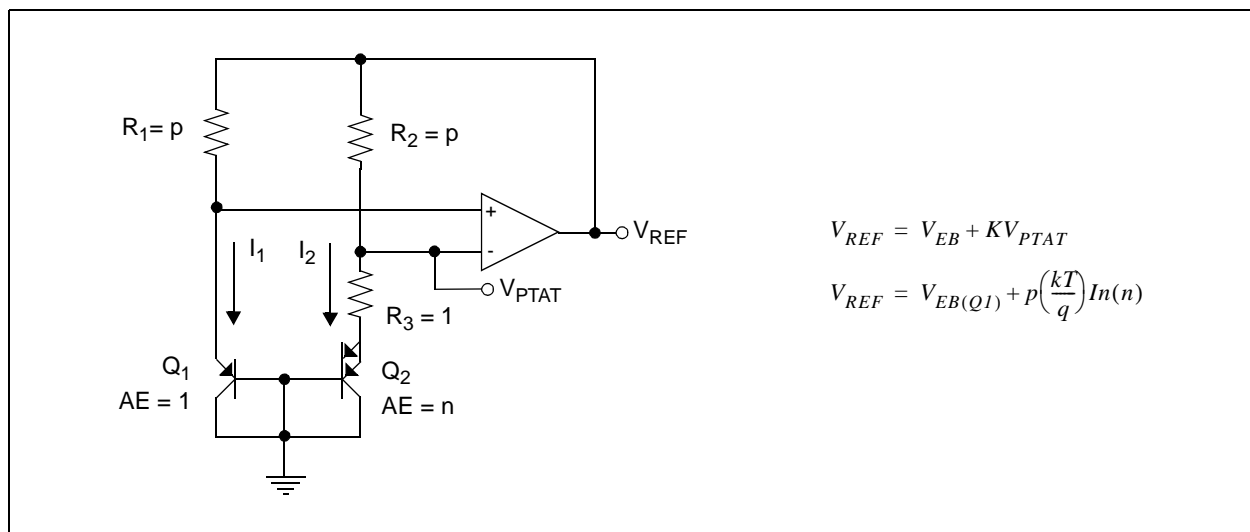 R1= p
R2 = p
+
-
VREF
I1
I2
VPTAT
R3 = 1
Q1
AE = 1
Q2
AE = n
VREF = VEB + KVPTAT
VREF = VEB(Q1) + p(kT/q)In(n)